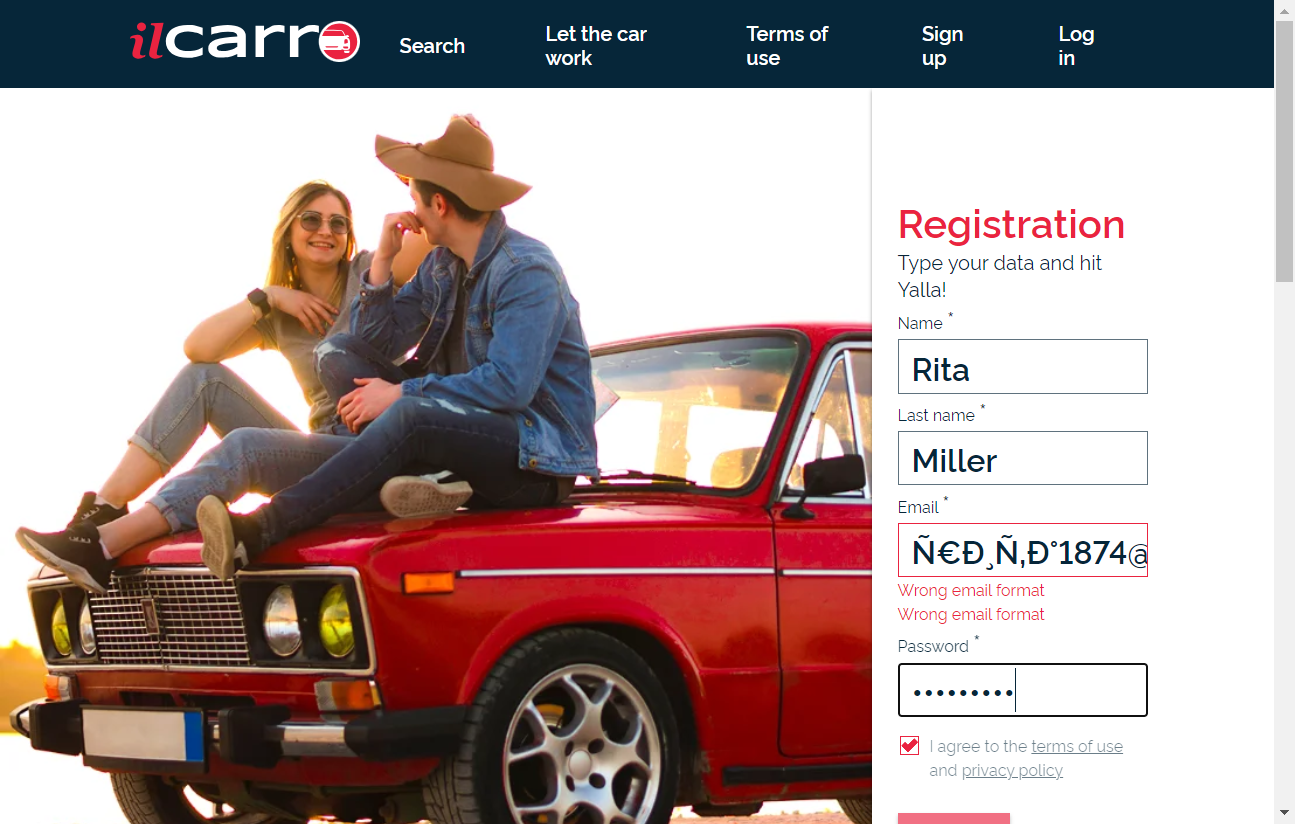 ilcarro
Search
Let the car
work
Terms of
use
Sign
up
Log
in
Registration
Type your data and hit
Yalla!
Name *
Rita
Last name *
Miller
Email *
Ñ€Ð¸Ñ‚Ð°1874@
Wrong email format
Wrong email format
Password *
•••••••••
I agree to the terms of use
and privacy policy